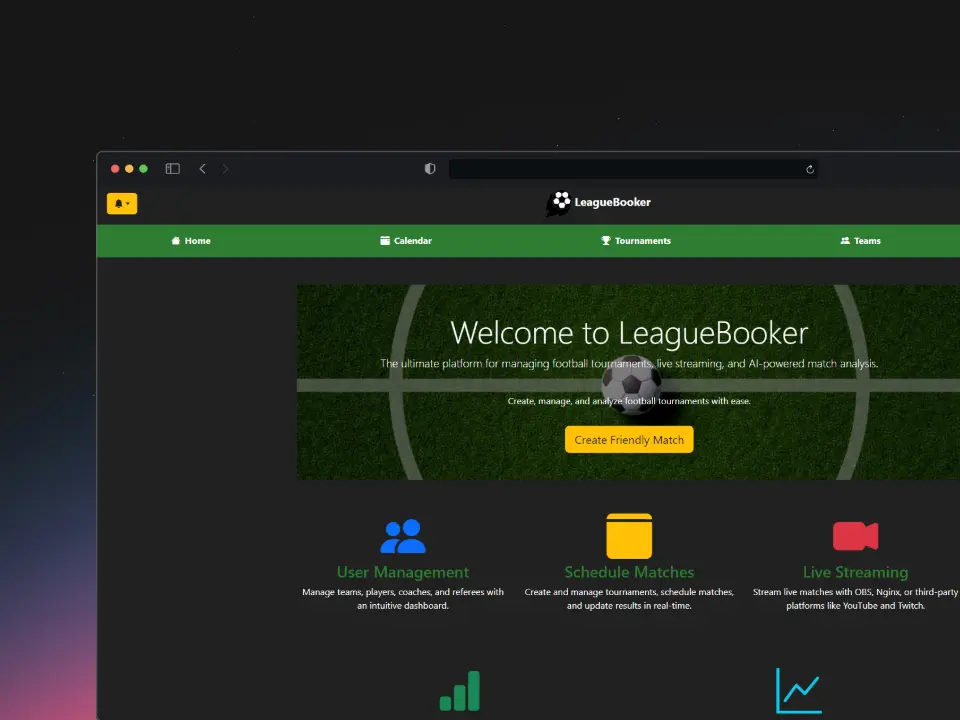 LeagueBooker
Home
Calendar
Tournaments
Teams
Welcome to LeagueBooker
The ultimate platform for managing football tournaments, live streaming, and AI-powered match analysis.
Create, manage, and analyze football tournaments with ease.
Create Friendly Match
User Management
Manage teams, players, coaches, and referees with
an intuitive dashboard.
Schedule Matches
Create and manage tournaments, schedule matches,
and update results in real-time.
Live Streaming
Stream live matches with OBS, Nginx, or third-party
platforms like YouTube and Twitch.